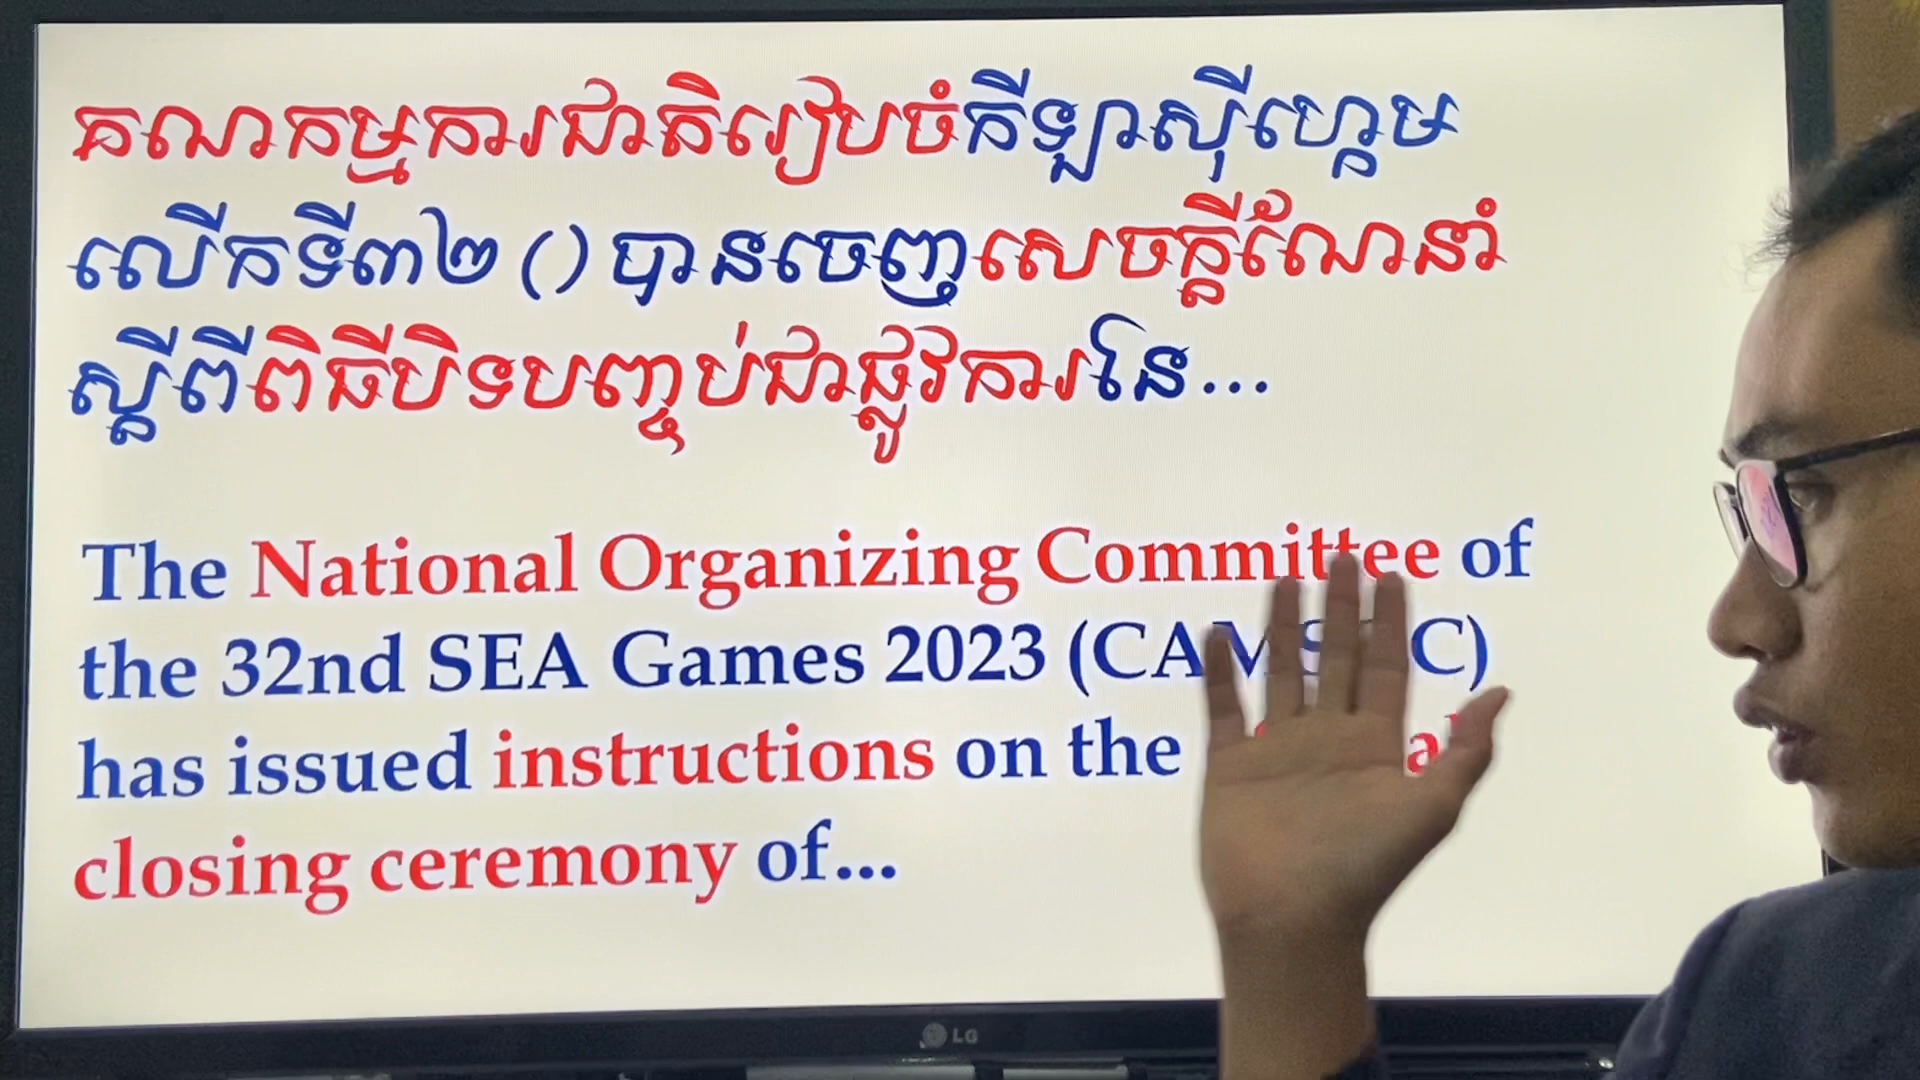 គណកម្មការជាតិរៀបចំកីឡាស៊ីហ្គេម
លើកទី៣២ () បានចេញសេចក្តីណែនាំ
ស្តីពីពិធីបិទបញ្ចប់ជាផ្លូវការនៃ...
The National Organizing Committee of
the 32nd SEA Games 2023
has issued instructions on the
closing ceremony of...
LG